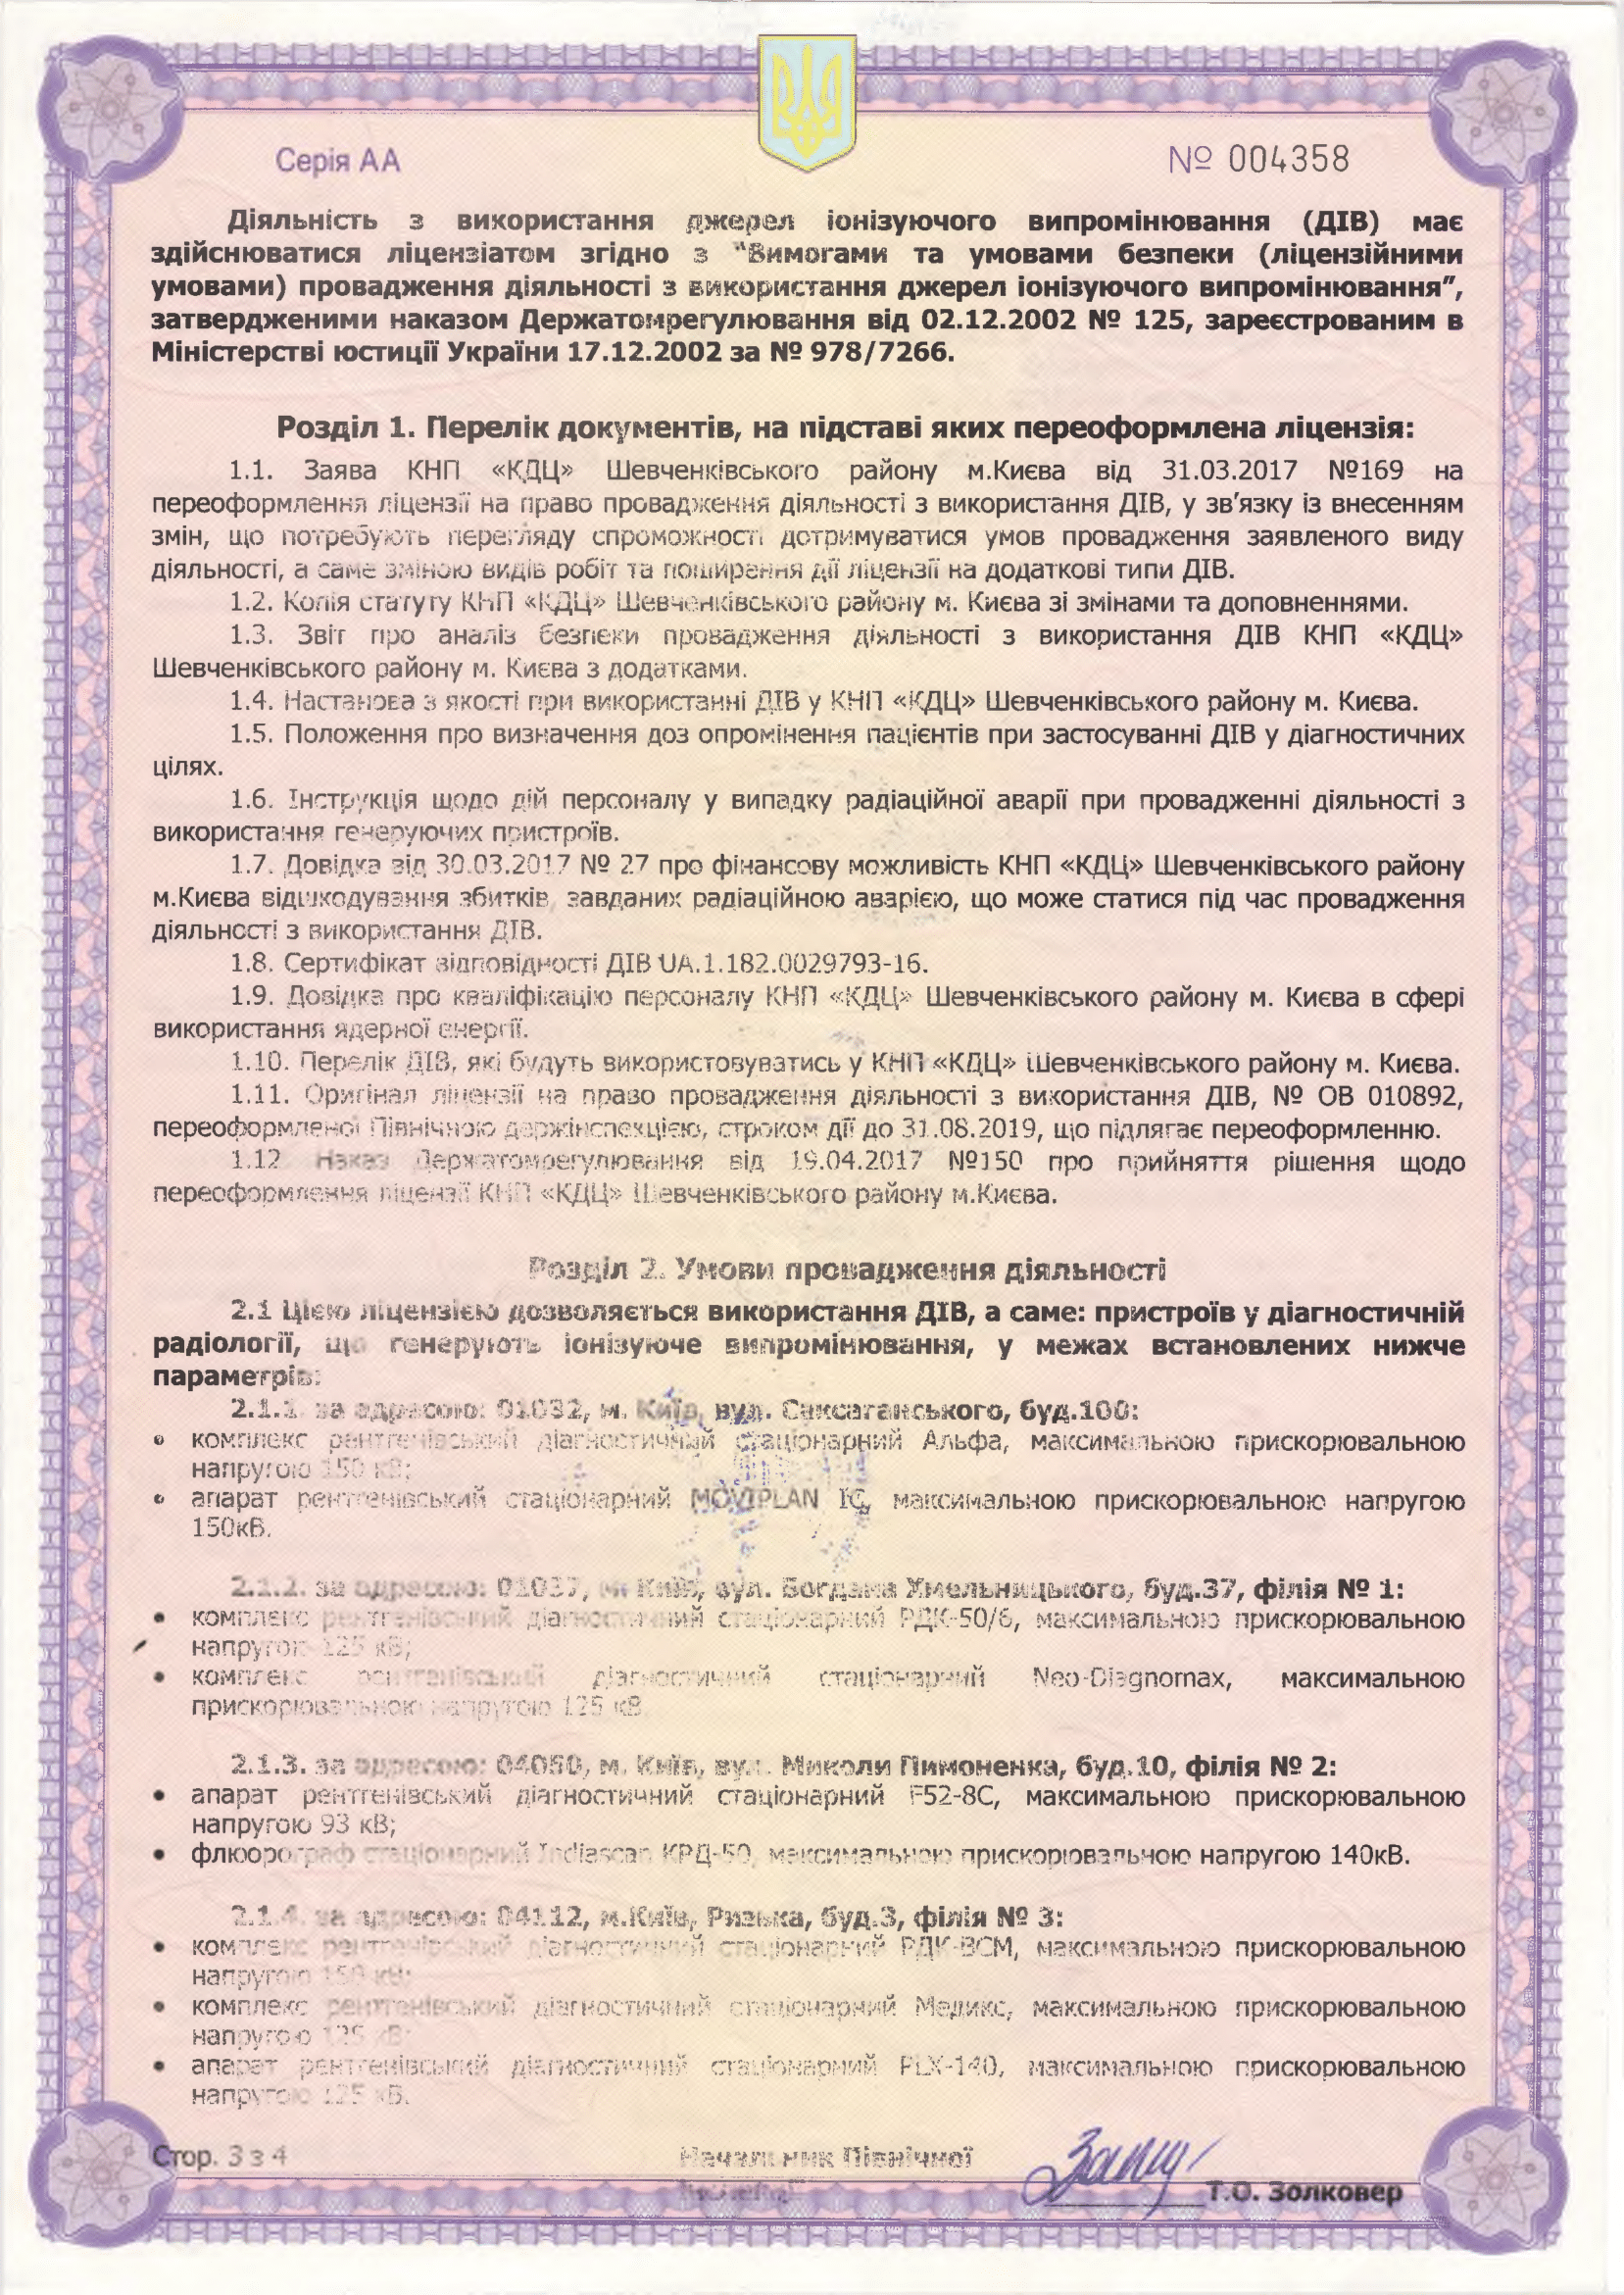 Серія АА
№ 004358
Діяльність з використання джерел іонізуючого випромінювання (ДІВ) має
здійснюватися ліцензіатом згідно з "Вимогами та умовами безпеки (ліцензійними
умовами) провадження діяльності з використання джерел іонізуючого випромінювання",
затвердженими наказом Держатомрегулювання від 02.12.2002 № 125, зареєстрованим в
Міністерстві юстиції України 17.12.2002 за № 978/7266.
Розділ 1. Перелік документів, на підставі яких переоформлена ліцензія:
1.1. Заява КНП «КДЦ» Шевченківського району м.Києва від 31.03.2017 №169 на
переоформлення ліцензії на право провадження діяльності з використання ДІВ, у зв'язку із внесенням
змін, що потребують перегляду спроможності дотримуватися умов провадження заявленого виду
діяльності, а саме зміною видів робіт та поширення дії ліцензії на додаткові типи ДІВ.
1.2. Копія статуту КНП «КДЦ» Шевченківського району м. Києва зі змінами та доповненнями.
1.3. Звіт про аналіз безпеки провадження діяльності з використання ДІВ КНП «КДЦ»
Шевченківського району м. Києва з додатками.
1.4. Настанова з якості при використанні ДІВ у КНП «КДЦ» Шевченківського району м. Києва.
1.5. Положення про визначення доз опромінення пацієнтів при застосуванні ДІВ у діагностичних
цілях.
1.6. Інструкція щодо дій персоналу у випадку радіаційної аварії при провадженні діяльності з
використання генеруючих пристроїв.
1.7. Довідка від 30.03.2017 № 27 про фінансову можливість КНП «КДЦ» Шевченківського району
м.Києва відшкодування збитків, завданих радіаційною аварією, що може статися під час провадження
діяльності з використання ДІВ.
1.8. Сертифікат відповідності ДІВ UA.1.182.0029793-16.
1.9. Довідка про кваліфікацію персоналу КНП «КДЦ» Шевченківського району м. Києва в сфері
використання ядерної енергії.
1.10. Перелік ДІВ, які будуть використовуватись у КНП «КДЦ» Шевченківського району м. Києва.
1.11. Оригінал ліцензії на право провадження діяльності з використання ДІВ, № ОВ 010892,
переоформленої Північною держінспекцією, строком дії до 31.08.2019, що підлягає переоформленню.
1.12 Наказ Держатомрегулювання від 19.04.2017 №150 про прийняття рішення щодо
переоформлення ліцензії КНП «КДЦ» Шевченківського району м.Києва.
Розділ 2. Умови провадження діяльності
2.1 Цією ліцензією дозволяється використання ДІВ, а саме: пристроїв у діагностичній
радіології, що генерують іонізуюче випромінювання, у межах встановлених нижче
параметрів:
2.1.1. за адресою: 01032, м. Київ, вул. Саксаганського, буд.100:
• комплекс рентгенівський діагностичний стаціонарний Альфа, максимальною прискорювальною
напругою 150 кВ;
• апарат рентгенівський стаціонарний MOVIPLAN IC, максимальною прискорювальною напругою
150кВ.
2.1.2. за адресою: 01037, м. Київ, вул. Богдана Хмельницького, буд.37, філія № 1:
• комплекс рентгенівський діагностичний стаціонарний РДК-50/6, максимальною прискорювальною
напругою 125 кВ;
• комплекс рентгенівський діагностичний стаціонарний Neo-Diagnomax, максимальною
прискорювальною напругою 125 кВ.
2.1.3. за адресою: 04050, м. Київ, вул. Миколи Пимоненка, буд.10, філія № 2:
• апарат рентгенівський діагностичний стаціонарний F52-8C, максимальною прискорювальною
напругою 93 кВ;
• флюорограф стаціонарний Indiascan КРД-50, максимальною прискорювальною напругою 140кВ.
2.1.4. за адресою: 04112, м.Київ, Ризька, буд.3, філія № 3:
• комплекс рентгенівський діагностичний стаціонарний РДК-ВСМ, максимальною прискорювальною
напругою 150 кВ;
• комплекс рентгенівський діагностичний стаціонарний Медикс, максимальною прискорювальною
напругою 125 кВ;
• апарат рентгенівський діагностичний стаціонарний PLX-140, максимальною прискорювальною
напругою 125 кВ.
Стор. 3 з 4
Начальник Північної
Т.О. Золковер